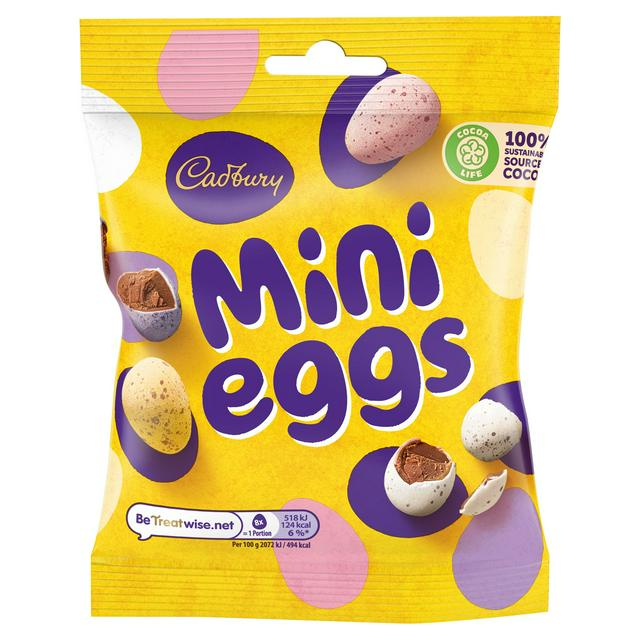 Cadbury
COCOA
LIFE
100%
SUSTAINAB
SOURCE
COCO
Mini
eggs
BeTreatwise.net
8x
= 1 Portion
518 kJ
124 kcal
6 %*
Per 100 g 2072 kJ / 494 kcal